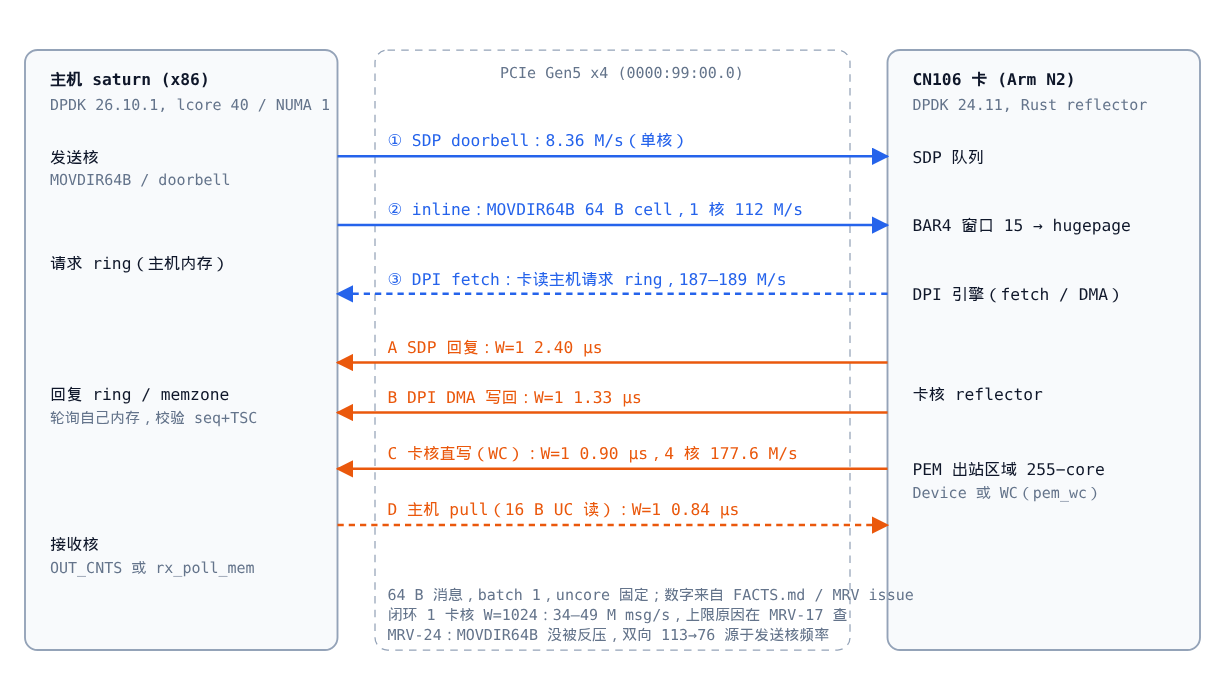 主机 saturn (x86)
DPDK 26.10.1, lcore 40 / NUMA 1
发送核
MOVDIR64B / doorbell
请求 ring（主机内存）
回复 ring / memzone
轮询自己内存，校验 seq+TSC
接收核
OUT_CNTS 或 rx_poll_mem
PCIe Gen5 x4 (0000:99:00.0)
① SDP doorbell：8.36 M/s（单核）
② inline：MOVDIR64B 64 B cell，1 核 112 M/s
③ DPI fetch：卡读主机请求 ring，187–189 M/s
A SDP 回复：W=1 2.40 µs
B DPI DMA 写回：W=1 1.33 µs
C 卡核直写（WC）：W=1 0.90 µs，4 核 177.6 M/s
D 主机 pull（16 B UC 读）：W=1 0.84 µs
64 B 消息，batch 1，uncore 固定；数字来自 FACTS.md / MRV issue
闭环 1 卡核 W=1024：34–49 M msg/s，上限原因在 MRV-17 查
MRV-24：MOVDIR64B 没被反压，双向 113→76 源于发送核频率
CN106 卡 (Arm N2)
DPDK 24.11, Rust reflector
SDP 队列
BAR4 窗口 15 → hugepage
DPI 引擎（fetch / DMA）
卡核 reflector
PEM 出站区域 255−core
Device 或 WC（pem_wc）